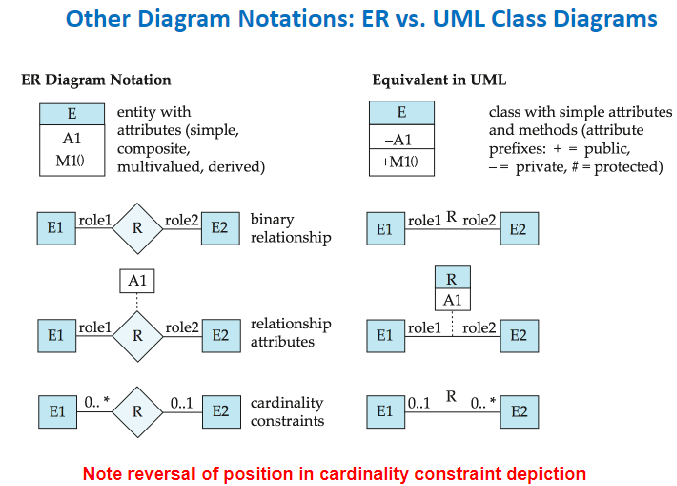 Other Diagram Notations: ER vs. UML Class Diagrams
ER Diagram Notation
E
A1
M1()
entity with
attributes (simple,
composite,
multivalued, derived)
E1
role1
R
role2
E2
binary
relationship
A1
E1
role1
R
role2
E2
relationship
attributes
E1
0.. *
R
0..1
E2
cardinality
constraints
Equivalent in UML
E
–A1
+M1()
class with simple attributes
and methods (attribute
prefixes: + = public,
–= private, # = protected)
E1
role1 R role2
E2
R
A1
E1
role1 role2
E2
E1
0..1 R 0.. *
E2
Note reversal of position in cardinality constraint depiction